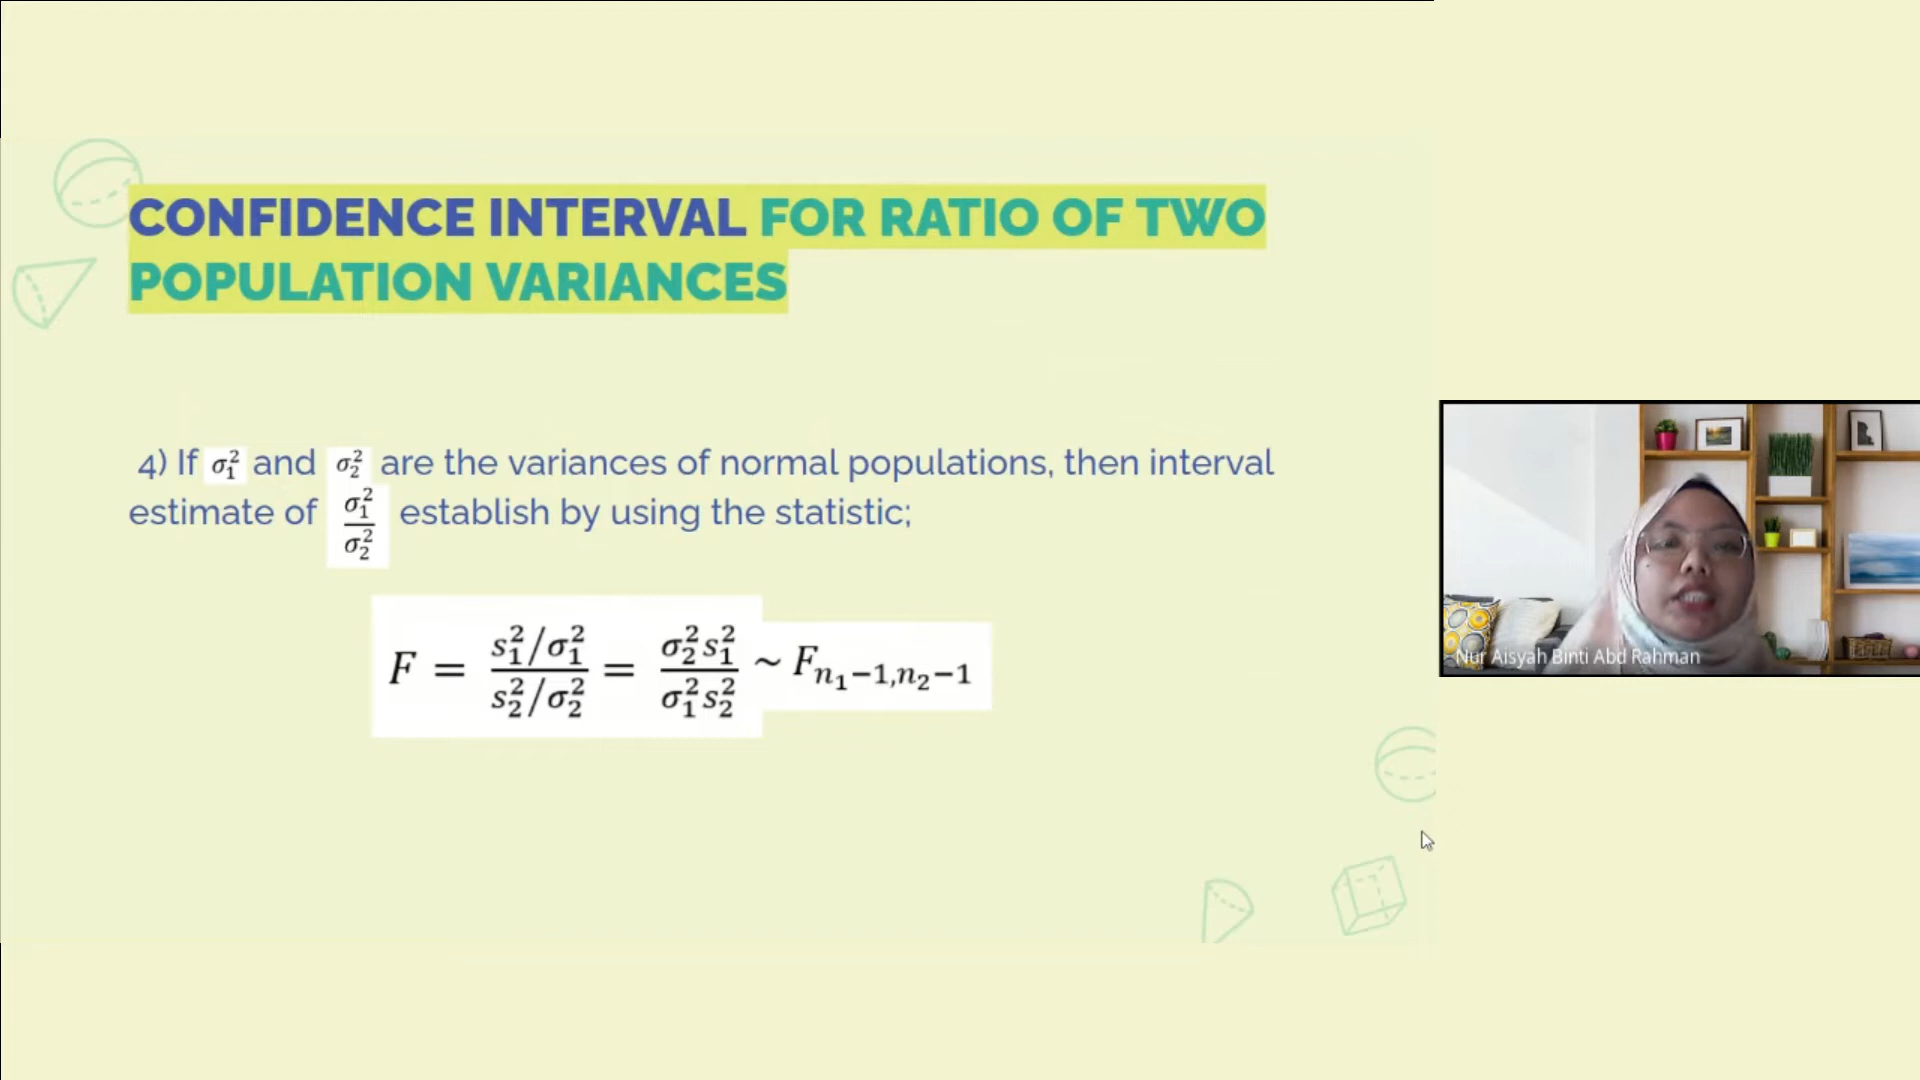 CONFIDENCE INTERVAL FOR RATIO OF TWO
POPULATION VARIANCES
4) If σ₁² and σ₂² are the variances of normal populations, then interval
estimate of σ₁²/σ₂² establish by using the statistic;
F = (s₁²/σ₁²)/(s₂²/σ₂²) = (σ₂²s₁²)/(σ₁²s₂²) ~ Fₙ₁₋₁,ₙ₂₋₁
Nur Aisyah Binti Abd Rahman